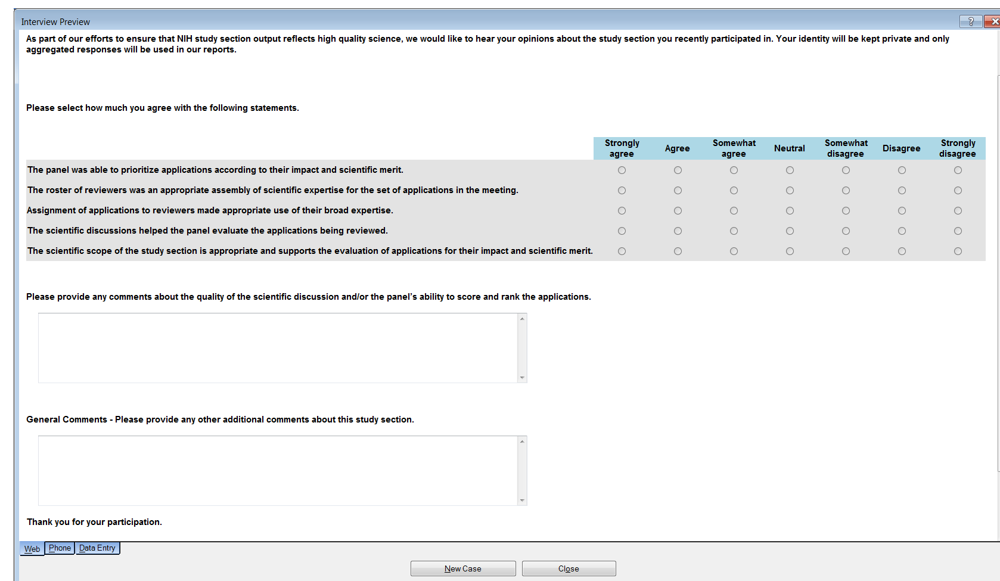 Interview Preview
?
As part of our efforts to ensure that NIH study section output reflects high quality science, we would like to hear your opinions about the study section you recently participated in. Your identity will be kept private and only
aggregated responses will be used in our reports.
Please select how much you agree with the following statements.
Strongly agree Agree Somewhat agree Neutral Somewhat disagree Disagree Strongly disagree
The panel was able to prioritize applications according to their impact and scientific merit.
The roster of reviewers was an appropriate assembly of scientific expertise for the set of applications in the meeting.
Assignment of applications to reviewers made appropriate use of their broad expertise.
The scientific discussions helped the panel evaluate the applications being reviewed.
The scientific scope of the study section is appropriate and supports the evaluation of applications for their impact and scientific merit.
Please provide any comments about the quality of the scientific discussion and/or the panel’s ability to score and rank the applications.
General Comments - Please provide any other additional comments about this study section.
Thank you for your participation.
Web Phone Data Entry
New Case Close